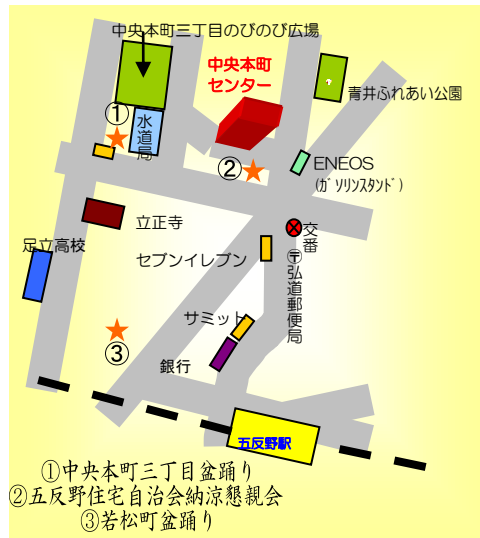 中央本町三丁目のびのび広場
中央本町
センター
青井ふれあい公園
①
水道局
②
ENEOS
(ｶﾞｿﾘﾝｽﾀﾝﾄﾞ)
立正寺
交番
足立高校
セブンイレブン
〒弘道郵便局
サミット
③
銀行
五反野駅
①中央本町三丁目盆踊り
②五反野住宅自治会納涼懇親会
③若松町盆踊り